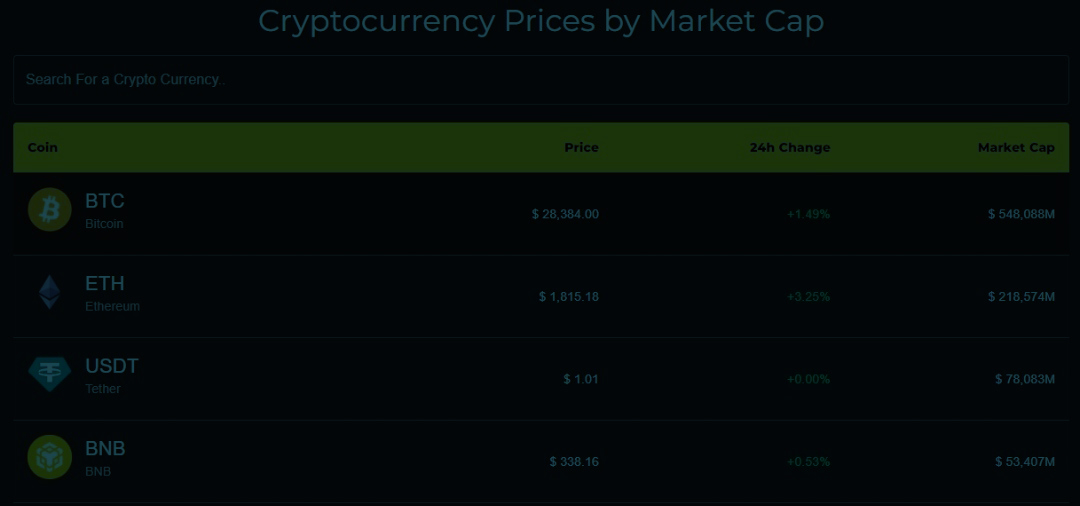 Cryptocurrency Prices by Market Cap
Search For a Crypto Currency..
Coin Price 24h Change Market Cap
BTC
Bitcoin $ 28,384.00 +1.49% $ 548,088M
ETH
Ethereum $ 1,815.18 +3.25% $ 218,574M
USDT
Tether $ 1.01 +0.00% $ 78,083M
BNB
BNB $ 338.16 +0.53% $ 53,407M